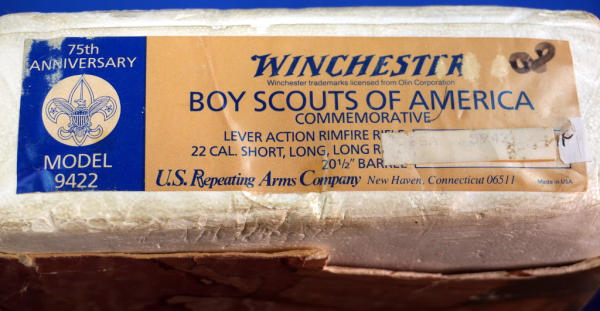 75th
ANNIVERSARY
MODEL
9422
WINCHESTER
Winchester trademarks licensed from Olin Corporation
BOY SCOUTS OF AMERICA
COMMEMORATIVE
LEVER ACTION RIMFIRE RIFLE
22 CAL. SHORT, LONG, LONG R
20½" BARREL
U.S. Repeating Arms Company New Haven, Connecticut 06511
Made in USA